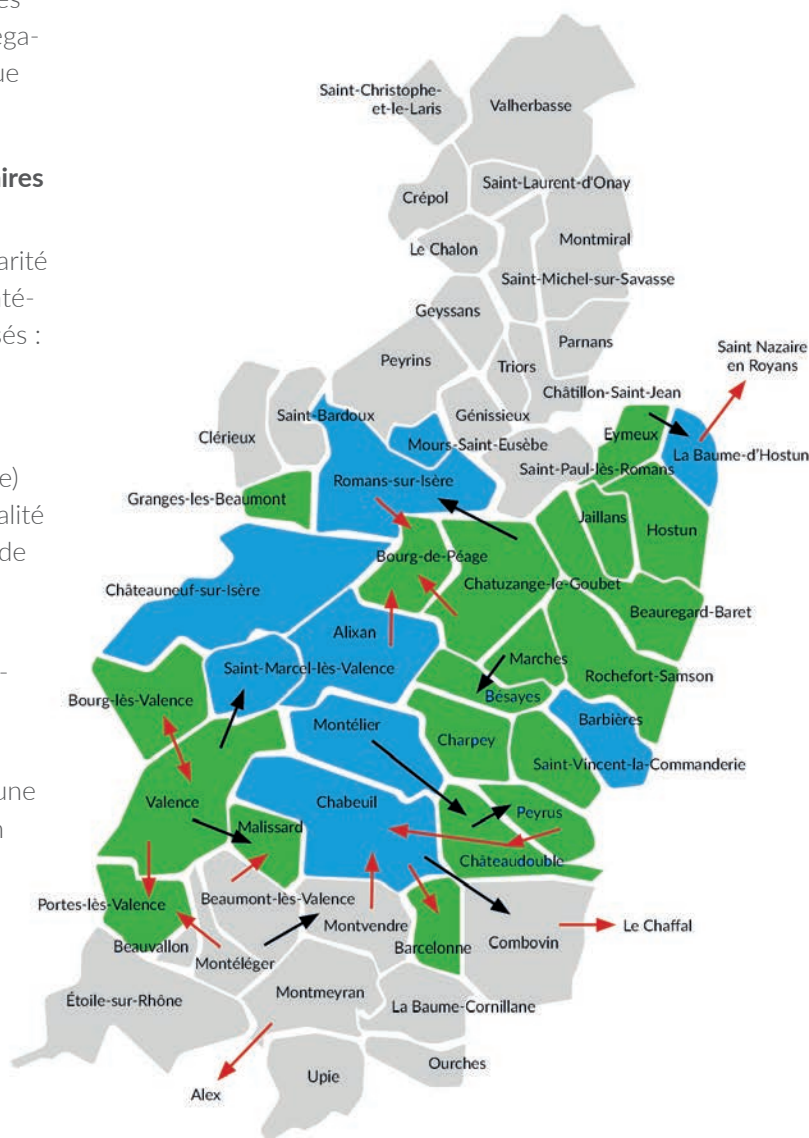 es
éga-
ue
aires
arité
nté-
sés :
e)
alité
de
-
une
n
Saint-Christophe-
et-le-Laris
Valherbasse
Crépol
Saint-Laurent-d'Onay
Le Chalon
Montmiral
Saint-Michel-sur-Savasse
Geyssans
Parnans
Peyrins
Triors
Saint Nazaire
en Royans
Châtillon-Saint-Jean
Saint-Bardoux
Génissieux
Clérieux
Mours-Saint-Eusèbe
Eymeux
La Baume-d'Hostun
Romans-sur-Isère
Saint-Paul-lès-Romans
Granges-les-Beaumont
Jaillans
Hostun
Bourg-de-Péage
Châteauneuf-sur-Isère
Chatuzange-le-Goubet
Beauregard-Baret
Alixan
Saint-Marcel-lès-Valence
Marches
Rochefort-Samson
Bourg-lès-Valence
Bésayes
Montélier
Barbières
Charpey
Saint-Vincent-la-Commanderie
Valence
Chabeuil
Peyrus
Malissard
Châteaudouble
Portes-lès-Valence
Beaumont-lès-Valence
Montvendre
Le Chaffal
Beauvallon
Barcelonne
Combovin
Montéléger
Étoile-sur-Rhône
Montmeyran
La Baume-Cornillane
Ourches
Upie
Alex